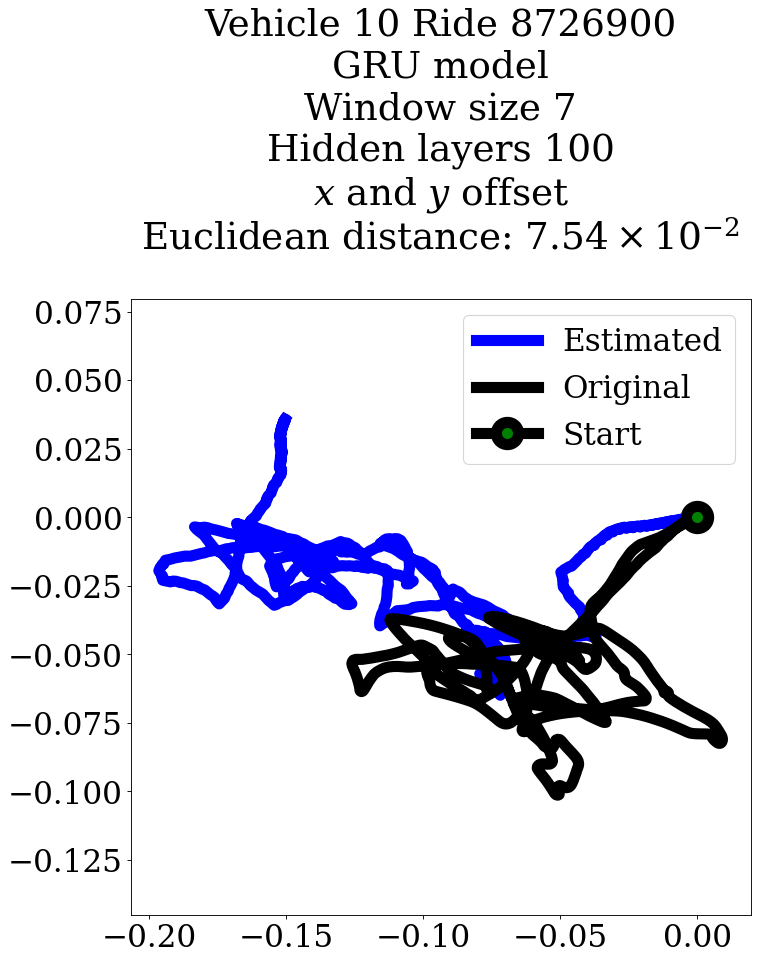 Vehicle 10 Ride 8726900
GRU model
Window size 7
Hidden layers 100
x and y offset
Euclidean distance: 7.54 × 10⁻²
Estimated
Original
Start
0.075
0.050
0.025
0.000
−0.025
−0.050
−0.075
−0.100
−0.125
−0.20 −0.15 −0.10 −0.05 0.00